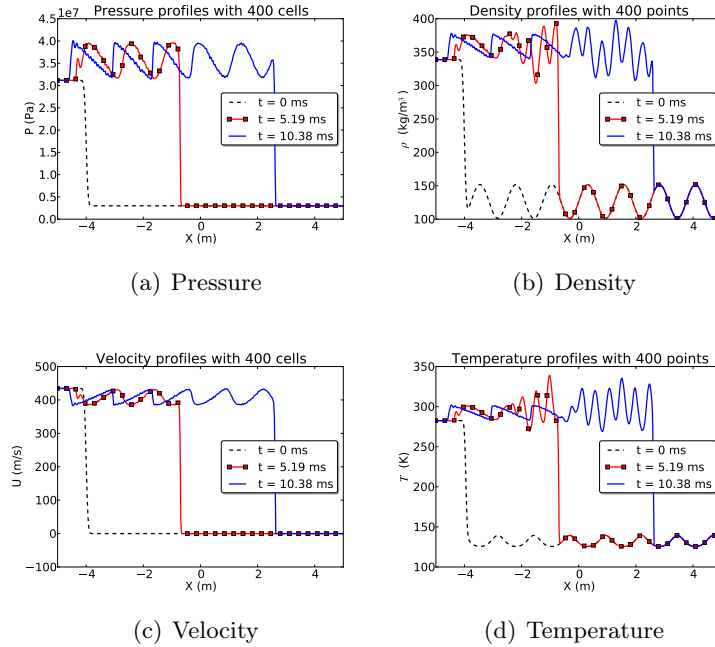 Pressure profiles with 400 cells
1e7
4.5
4.0
3.5
3.0
2.5
2.0
1.5
1.0
0.5
0.0
P (Pa)
t = 0 ms
t = 5.19 ms
t = 10.38 ms
−4 −2 0 2 4
X (m)
(a) Pressure
Density profiles with 400 points
400
350
300
250
200
150
100
ρ (kg/m³)
t = 0 ms
t = 5.19 ms
t = 10.38 ms
−4 −2 0 2 4
X (m)
(b) Density
Velocity profiles with 400 cells
500
400
300
200
100
0
−100
U (m/s)
t = 0 ms
t = 5.19 ms
t = 10.38 ms
−4 −2 0 2 4
X (m)
(c) Velocity
Temperature profiles with 400 points
350
300
250
200
150
100
T (K)
t = 0 ms
t = 5.19 ms
t = 10.38 ms
−4 −2 0 2 4
X (m)
(d) Temperature